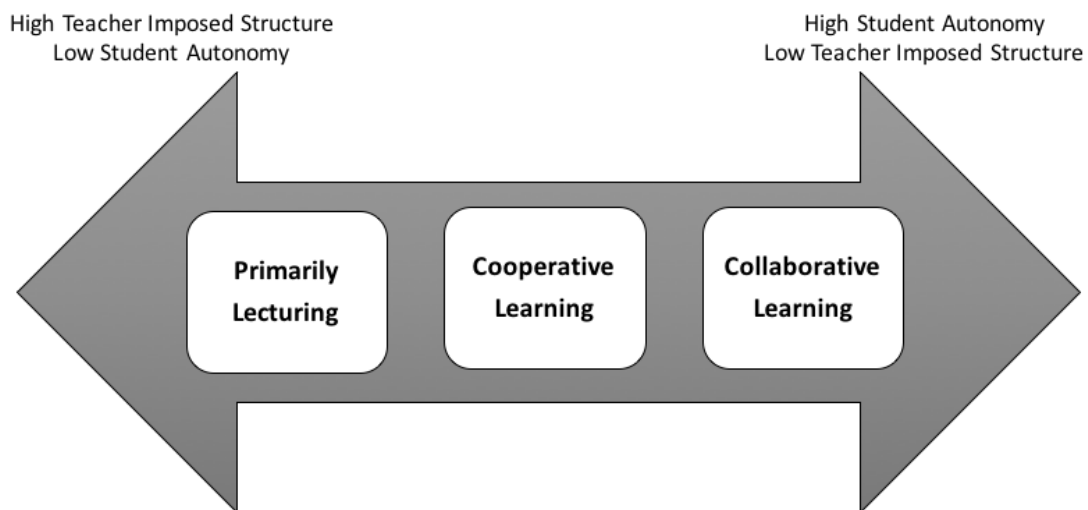 High Teacher Imposed Structure
Low Student Autonomy
High Student Autonomy
Low Teacher Imposed Structure
Primarily
Lecturing
Cooperative
Learning
Collaborative
Learning